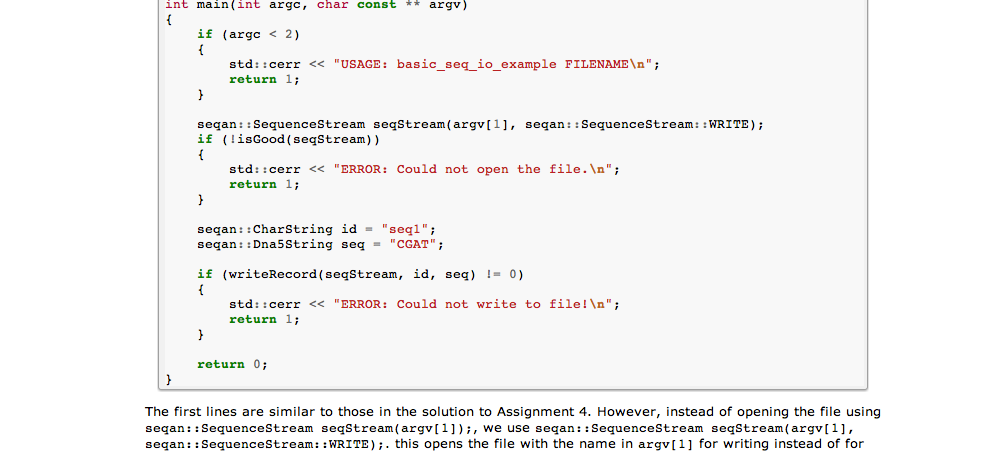 int main(int argc, char const ** argv)
{
    if (argc < 2)
    {
        std::cerr << "USAGE: basic_seq_io_example FILENAME\n";
        return 1;
    }
    seqan::SequenceStream seqStream(argv[1], seqan::SequenceStream::WRITE);
    if (!isGood(seqStream))
    {
        std::cerr << "ERROR: Could not open the file.\n";
        return 1;
    }
    seqan::CharString id = "seq1";
    seqan::Dna5String seq = "CGAT";
    if (writeRecord(seqStream, id, seq) != 0)
    {
        std::cerr << "ERROR: Could not write to file!\n";
        return 1;
    }
    return 0;
}
The first lines are similar to those in the solution to Assignment 4. However, instead of opening the file using
seqan::SequenceStream seqStream(argv[1]);, we use seqan::SequenceStream seqStream(argv[1],
seqan::SequenceStream::WRITE);. this opens the file with the name in argv[1] for writing instead of for